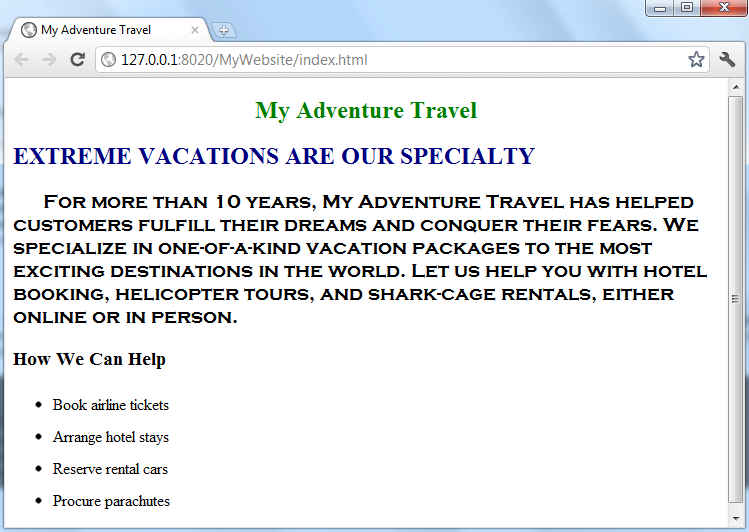 My Adventure Travel
127.0.0.1:8020/MyWebsite/index.html
My Adventure Travel
EXTREME VACATIONS ARE OUR SPECIALTY
For more than 10 years, My Adventure Travel has helped
customers fulfill their dreams and conquer their fears. We
specialize in one-of-a-kind vacation packages to the most
exciting destinations in the world. Let us help you with hotel
booking, helicopter tours, and shark-cage rentals, either
online or in person.
How We Can Help
• Book airline tickets
• Arrange hotel stays
• Reserve rental cars
• Procure parachutes